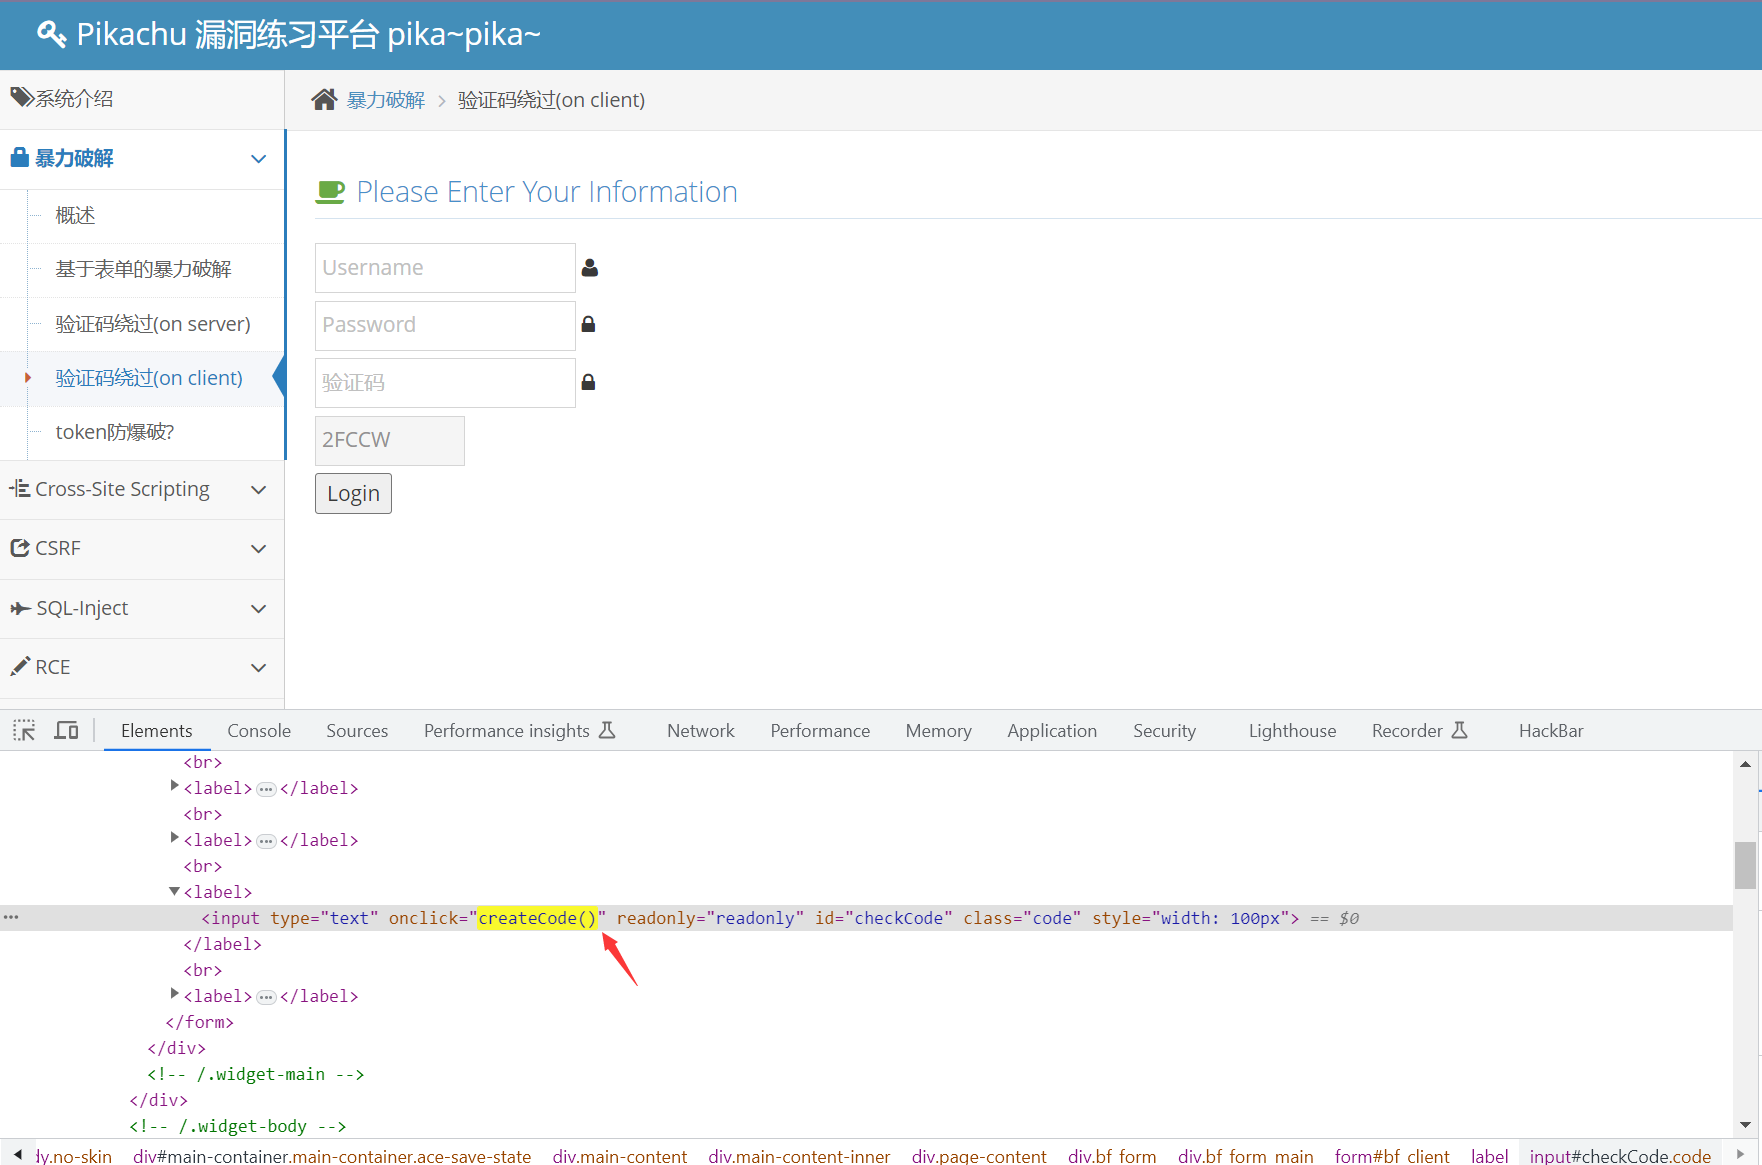 Pikachu 漏洞练习平台 pika~pika~
系统介绍
暴力破解
概述
基于表单的暴力破解
验证码绕过(on server)
验证码绕过(on client)
token防爆破?
Cross-Site Scripting
CSRF
SQL-Inject
RCE
暴力破解 > 验证码绕过(on client)
Please Enter Your Information
Username
Password
验证码
2FCCW
Login
Elements Console Sources Performance insights Network Performance Memory Application Security Lighthouse Recorder HackBar
<br>
<label>…</label>
<br>
<label>…</label>
<br>
<label>
<input type="text" onclick="createCode()" readonly="readonly" id="checkCode" class="code" style="width: 100px"> == $0
</label>
<br>
<label>…</label>
</form>
</div>
<!-- /.widget-main -->
</div>
<!-- /.widget-body -->
dy.no-skin div#main-container.main-container.ace-save-state div.main-content div.main-content-inner div.page-content div.bf_form div.bf_form_main form#bf_client label input#checkCode.code